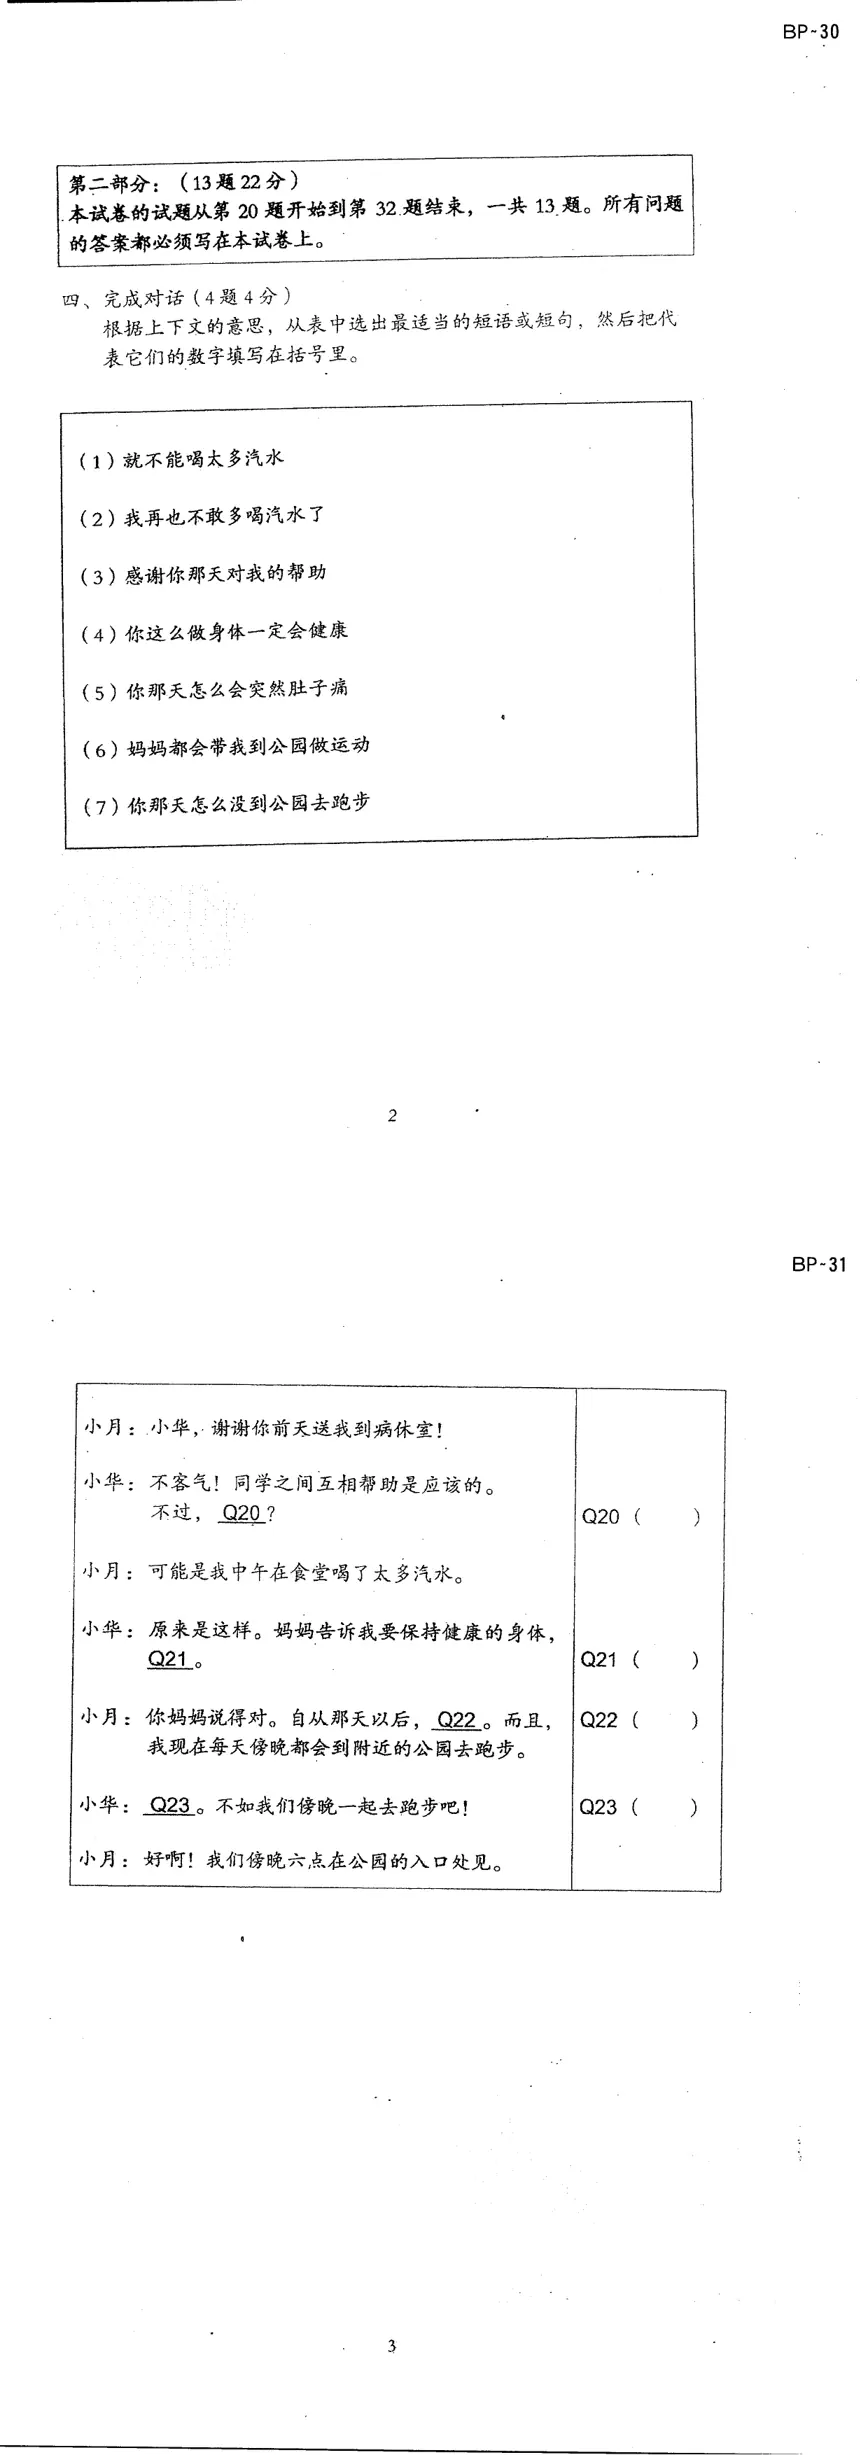 BP-30
第二部分：（13题22分）
本试卷的试题从第 20 题开始到第 32 题结束，一共 13 题。所有问题
的答案都必须写在本试卷上。
四、完成对话（4题4分）
根据上下文的意思，从表中选出最适当的短语或短句，然后把代
表它们的数字填写在括号里。
（1）就不能喝太多汽水
（2）我再也不敢多喝汽水了
（3）感谢你那天对我的帮助
（4）你这么做身体一定会健康
（5）你那天怎么会突然肚子痛
（6）妈妈都会带我到公园做运动
（7）你那天怎么没到公园去跑步
2
BP-31
小月：小华，谢谢你前天送我到病休室！
小华：不客气！同学之间互相帮助是应该的。
不过，Q20？
Q20（ ）
小月：可能是我中午在食堂喝了太多汽水。
小华：原来是这样。妈妈告诉我要保持健康的身体，
Q21。
Q21（ ）
小月：你妈妈说得对。自从那天以后，Q22。而且，
Q22（ ）
我现在每天傍晚都会到附近的公园去跑步。
小华：Q23。不如我们傍晚一起去跑步吧！
Q23（ ）
小月：好啊！我们傍晚六点在公园的入口处见。
3